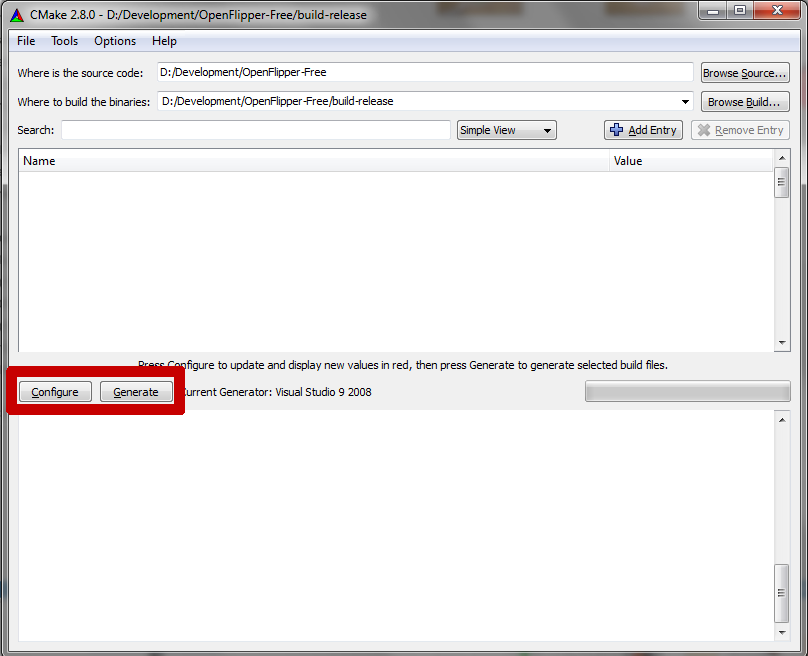 CMake 2.8.0 - D:/Development/OpenFlipper-Free/build-release
File Tools Options Help
Where is the source code: D:/Development/OpenFlipper-Free Browse Source...
Where to build the binaries: D:/Development/OpenFlipper-Free/build-release Browse Build...
Search: Simple View Add Entry Remove Entry
Name Value
Press Configure to update and display new values in red, then press Generate to generate selected build files.
Configure Generate Current Generator: Visual Studio 9 2008